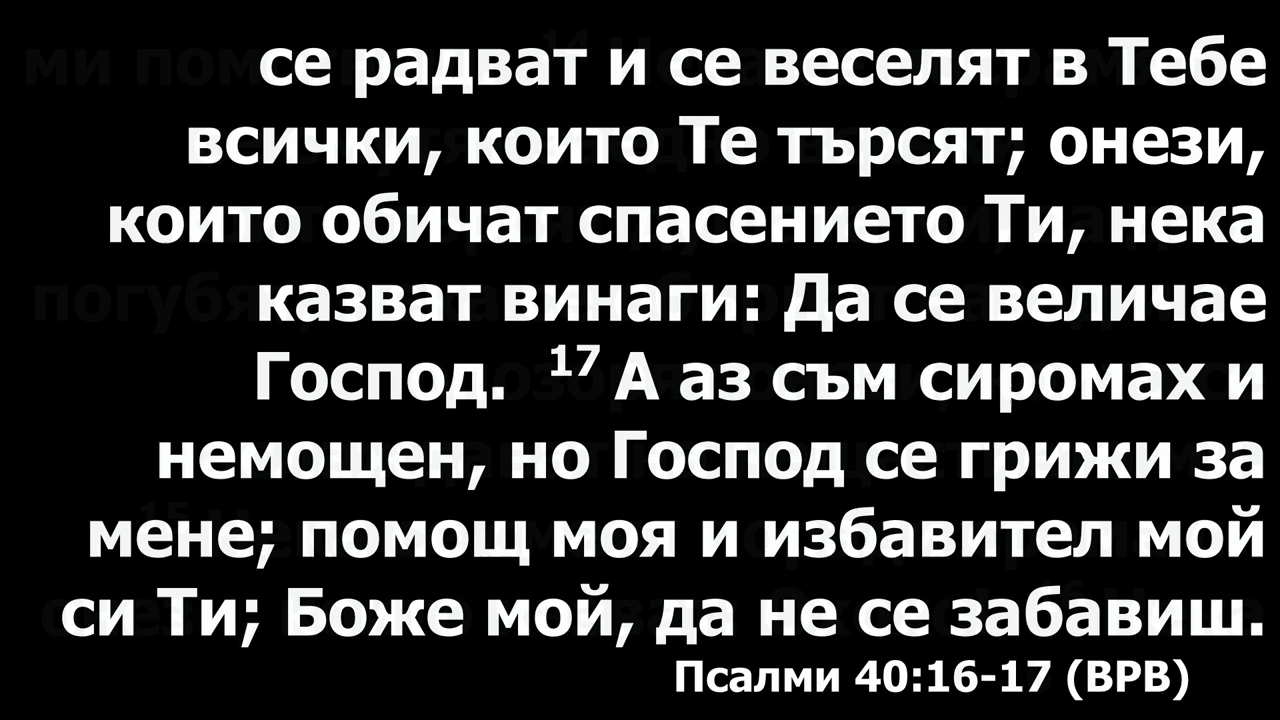 се радват и се веселят в Тебе
всички, които Те търсят; онези,
които обичат спасението Ти, нека
казват винаги: Да се величае
Господ. 17 А аз съм сиромах и
немощен, но Господ се грижи за
мене; помощ моя и избавител мой
си Ти; Боже мой, да не се забавиш.
Псалми 40:16-17 (ВРВ)